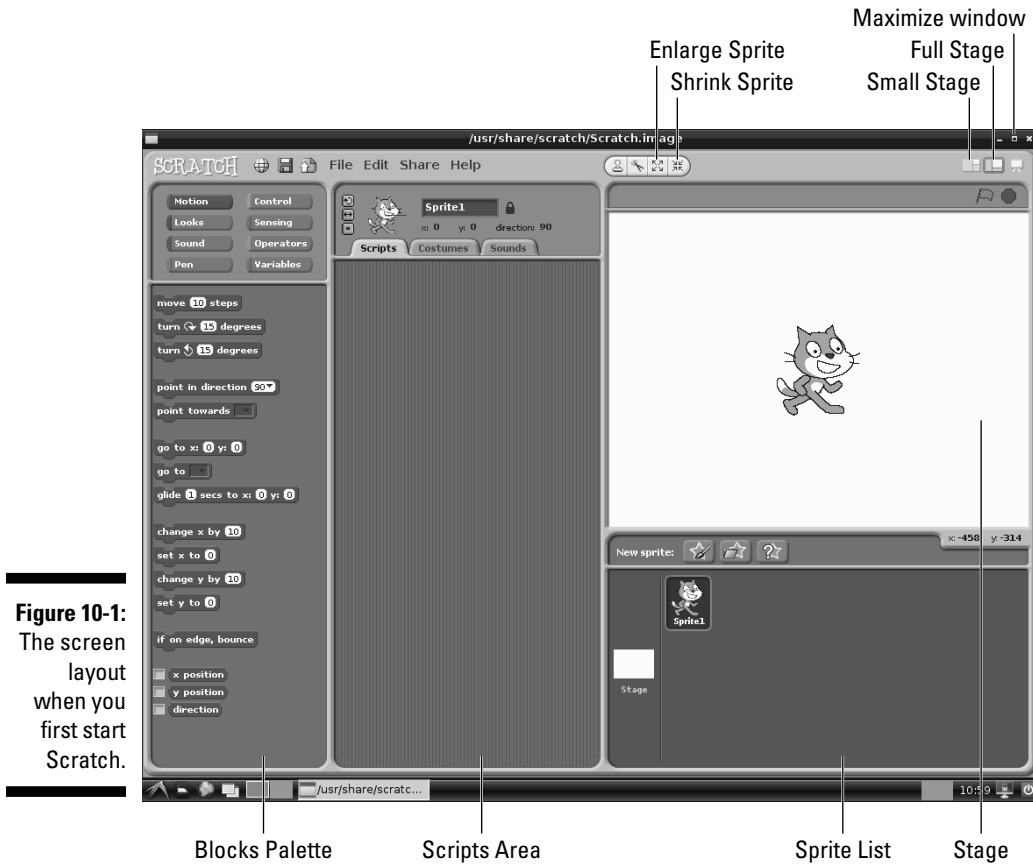 Maximize window
Enlarge Sprite
Full Stage
Shrink Sprite
Small Stage
/usr/share/scratch/Scratch.image
SCRATCH
File Edit Share Help
Motion
Control
Looks
Sensing
Sound
Operators
Pen
Variables
Sprite1
x: 0 y: 0 direction: 90
Scripts
Costumes
Sounds
move 10 steps
turn 15 degrees
turn 15 degrees
point in direction 90
point towards
go to x: 0 y: 0
go to
glide 1 secs to x: 0 y: 0
change x by 10
set x to 0
change y by 10
set y to 0
if on edge, bounce
x position
y position
direction
x: -458 y: -314
New sprite:
Sprite1
Stage
/usr/share/scratc...
10:59
Figure 10-1:
The screen
layout
when you
first start
Scratch.
Blocks Palette
Scripts Area
Sprite List
Stage